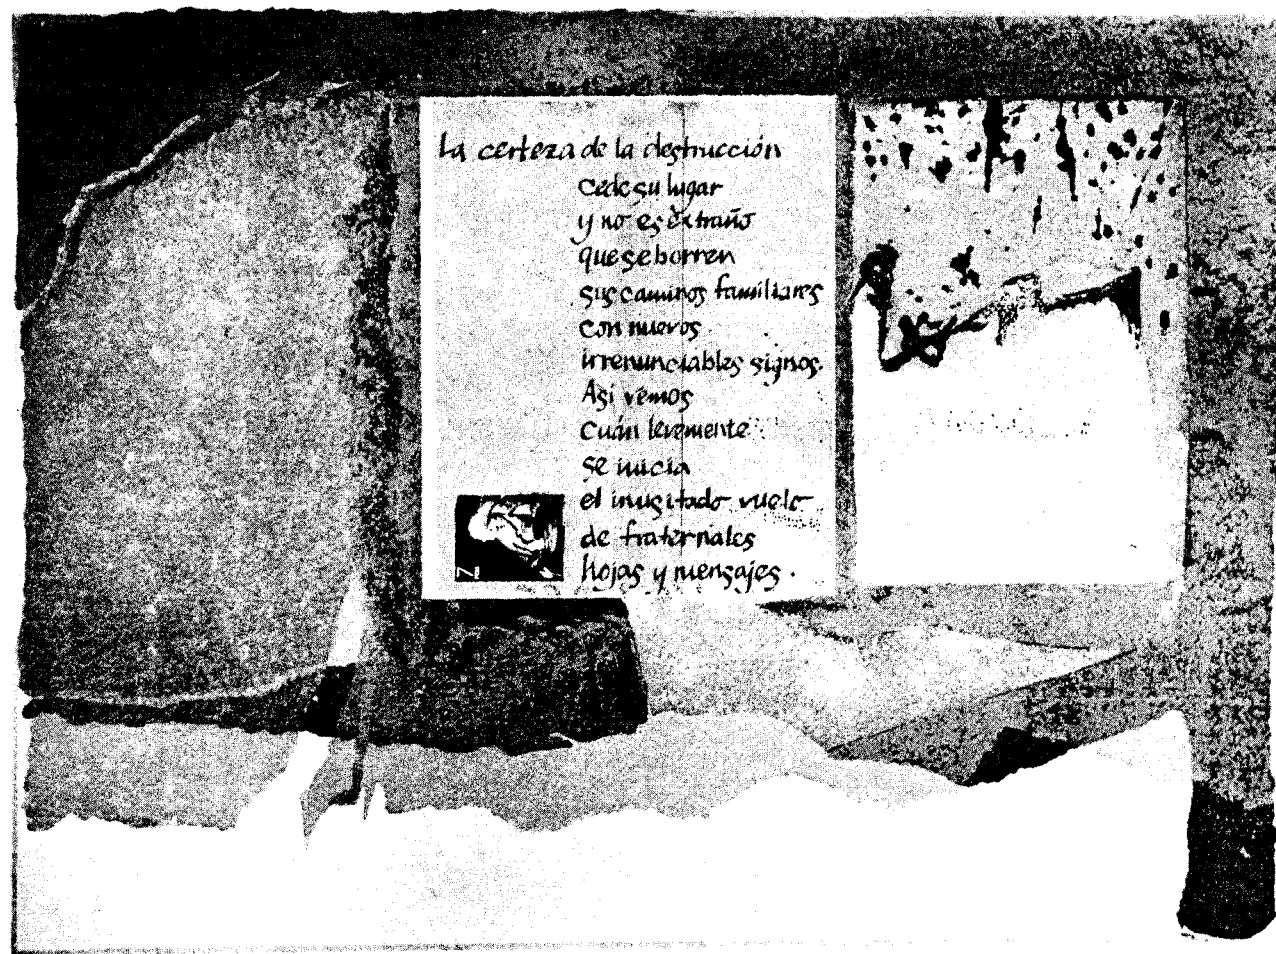 La certeza de la destrucción
cede su lugar
y no es extraño
que se borren
sus caminos familiares
con nuevos
irrenunciables signos.
Así vemos
cuán levemente
se inicia
el inusitado vuelo
de fraternales
hojas y mensajes.